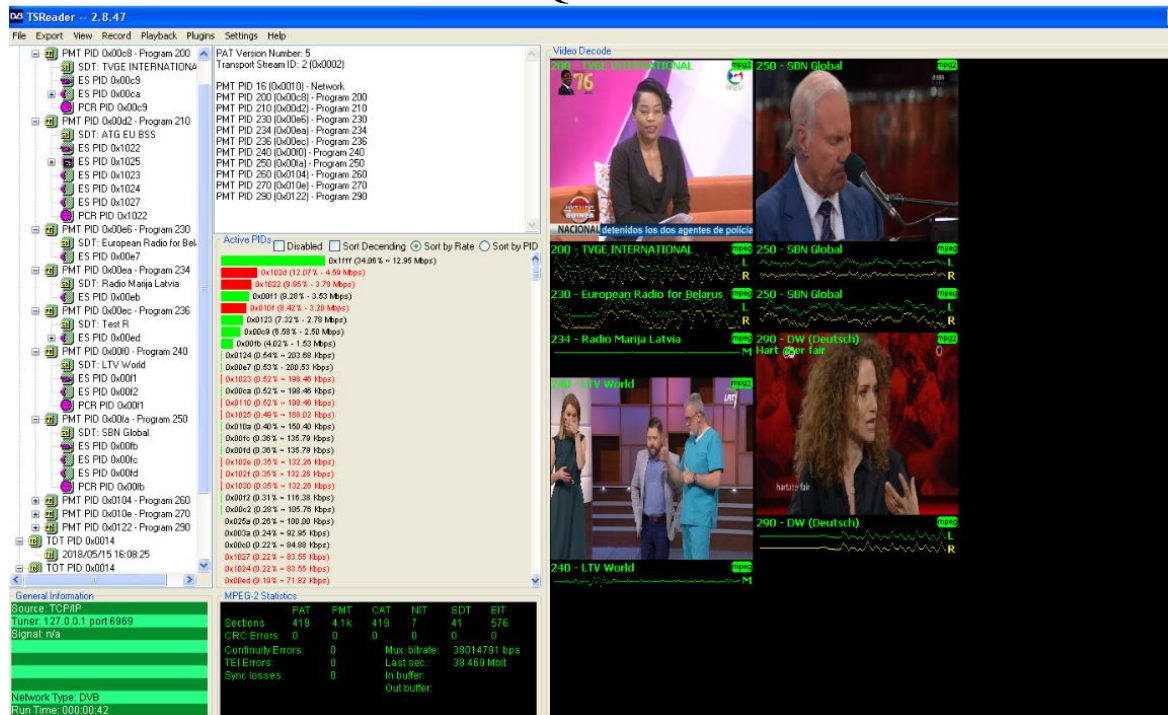 TSReader -- 2.8.47
File Export View Record Playback Plugins Settings Help
PMT PID 0x00c8 - Program 200
SDT: TVGE INTERNATIONA
ES PID 0x00c9
ES PID 0x00ca
PCR PID 0x00c9
PMT PID 0x00d2 - Program 210
SDT: ATG EU BSS
ES PID 0x1022
ES PID 0x1025
ES PID 0x1023
ES PID 0x1024
ES PID 0x1027
PCR PID 0x1022
PMT PID 0x00e6 - Program 230
SDT: European Radio for Bel
ES PID 0x00e7
PMT PID 0x00ea - Program 234
SDT: Radio Marija Latvia
ES PID 0x00eb
PMT PID 0x00ec - Program 236
SDT: Test R
ES PID 0x00ed
PMT PID 0x00f0 - Program 240
SDT: LTV World
ES PID 0x00f1
ES PID 0x00f2
PCR PID 0x00f1
PMT PID 0x00fa - Program 250
SDT: SBN Global
ES PID 0x00fb
ES PID 0x00fc
ES PID 0x00fd
PCR PID 0x00fb
PMT PID 0x0104 - Program 260
PMT PID 0x010e - Program 270
PMT PID 0x0122 - Program 290
TDT PID 0x0014
2018/05/15 16:08:25
TOT PID 0x0014
PAT Version Number: 5
Transport Stream ID: 2 (0x0002)
PMT PID 16 (0x0010) - Network
PMT PID 200 (0x00c8) - Program 200
PMT PID 210 (0x00d2) - Program 210
PMT PID 230 (0x00e6) - Program 230
PMT PID 234 (0x00ea) - Program 234
PMT PID 236 (0x00ec) - Program 236
PMT PID 240 (0x00f0) - Program 240
PMT PID 250 (0x00fa) - Program 250
PMT PID 260 (0x0104) - Program 260
PMT PID 270 (0x010e) - Program 270
PMT PID 290 (0x0122) - Program 290
Active PIDs Disabled Sort Decending Sort by Rate Sort by PID
0x1fff (34.06 % ~ 12.95 Mbps)
0x102d (12.07 % - 4.59 Mbps)
0x1022 (9.95% - 3.78 Mbps)
0x00f1 (9.28% - 3.53 Mbps)
0x010f (8.42% - 3.20 Mbps)
0x0123 (7.32% - 2.78 Mbps)
0x00c9 (6.58% - 2.50 Mbps)
0x00fb (4.02% - 1.53 Mbps)
0x0124 (0.54% ~ 203.68 Kbps)
0x00e7 (0.53% - 200.53 Kbps)
0x1023 (0.52% ~ 198.46 Kbps)
0x00ca (0.52% ~ 198.46 Kbps)
0x0110 (0.52% ~ 198.46 Kbps)
0x1025 (0.49% ~ 188.02 Kbps)
0x010a (0.40% ~ 150.40 Kbps)
0x00fc (0.36% ~ 135.79 Kbps)
0x00fd (0.36% ~ 135.79 Kbps)
0x102e (0.35% ~ 132.26 Kbps)
0x102f (0.35% ~ 132.26 Kbps)
0x1030 (0.35% ~ 132.26 Kbps)
0x00f2 (0.31% ~ 116.38 Kbps)
0x00c2 (0.28% ~ 105.76 Kbps)
0x025a (0.26% ~ 100.00 Kbps)
0x003a (0.24% ~ 92.95 Kbps)
0x00c0 (0.22% ~ 84.88 Kbps)
0x1027 (0.22% ~ 83.55 Kbps)
0x1024 (0.22% ~ 83.55 Kbps)
0x00ed (0.19% ~ 71.82 Kbps)
General Information
Source: TCP/IP
Tuner: 127.0.0.1 port 6969
Signal: n/a
Network Type: DVB
Run Time: 000:00:42
MPEG-2 Statistics
PAT PMT CAT NIT SDT EIT
Sections 419 4.1k 419 7 41 576
CRC Errors 0 0 0 0 0 0
Continuity Errors: 0 Mux. bitrate: 38014791 bps
TEI Errors: 0 Last sec.: 38.469 Mbit
Sync losses: 0 In buffer:
Out buffer:
Video Decode
200 - TVGE INTERNATIONAL mpg2
76
NACIONAL detenidos los dos agentes de policía
250 - SBN Global mpg2
200 - TVGE INTERNATIONAL mpeg
L
R
250 - SBN Global mpeg
L
R
230 - European Radio for Belarus mpeg
R
250 - SBN Global mpeg
L
R
234 - Radio Marija Latvia mpeg
M
290 - DW (Deutsch) mpg2
hart aber fair
240 - LTV World mpg2
290 - DW (Deutsch) mpeg
L
R
240 - LTV World mpeg
M